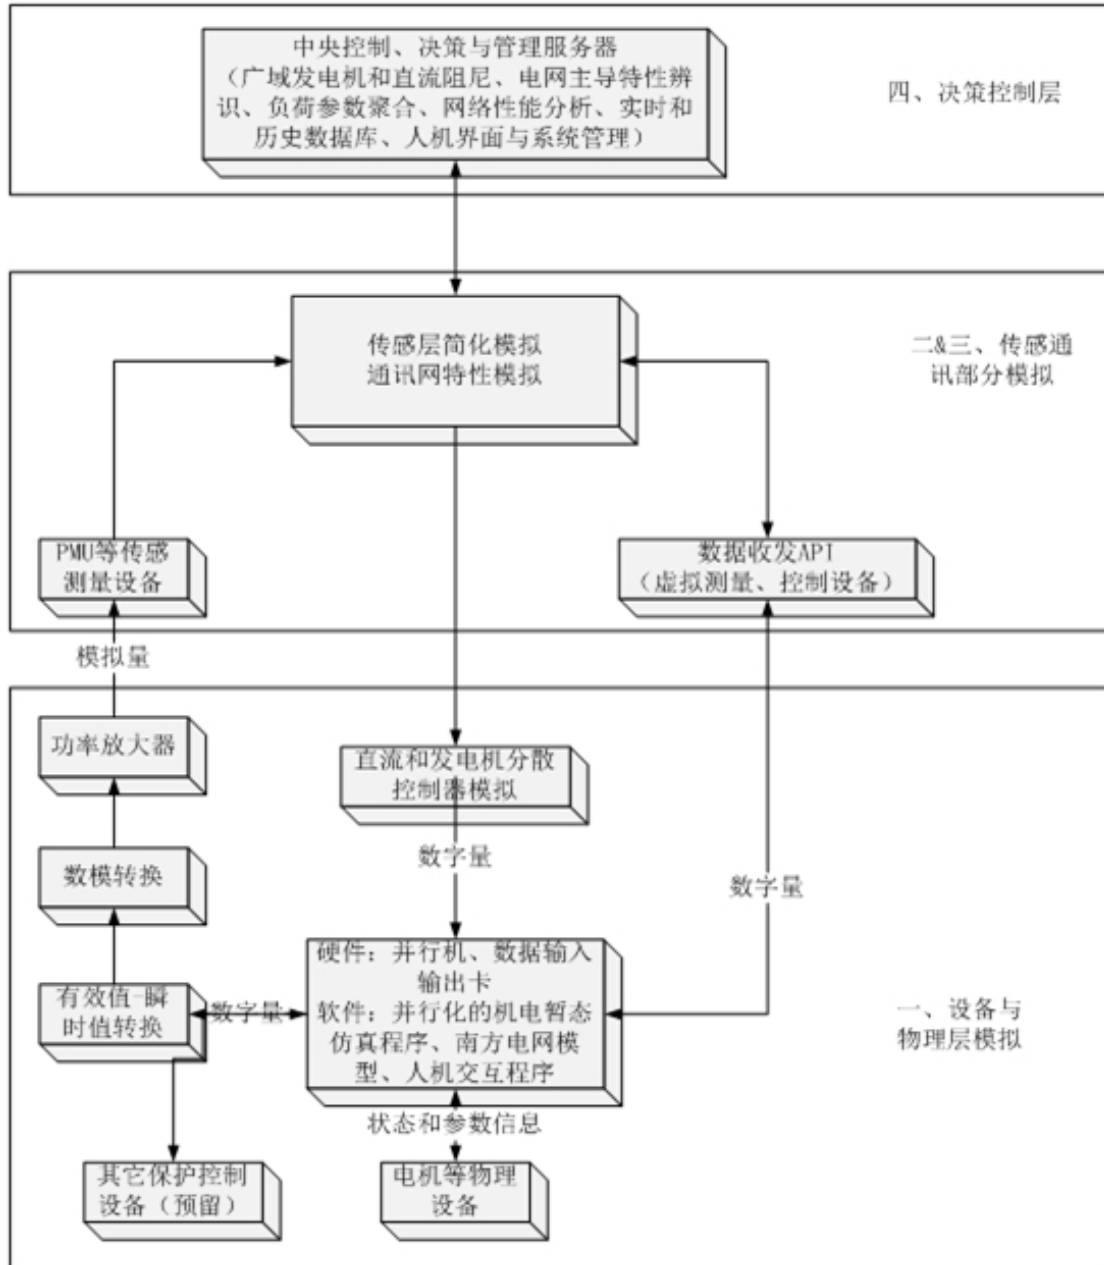 中央控制、决策与管理服务器
（广域发电机和直流阻尼、电网主导特性辨
识、负荷参数聚合、网络性能分析、实时和
历史数据库、人机界面与系统管理）
四、决策控制层
传感层简化模拟
通讯网特性模拟
二&三、传感通
讯部分模拟
PMU等传感
测量设备
数据收发API
（虚拟测量、控制设备）
模拟量
功率放大器
直流和发电机分散
控制器模拟
数字量
数模转换
数字量
硬件：并行机、数据输入
输出卡
软件：并行化的机电暂态
仿真程序、南方电网模
型、人机交互程序
有效值-瞬
时值转换
数字量
一、设备与
物理层模拟
状态和参数信息
其它保护控制
设备（预留）
电机等物理
设备